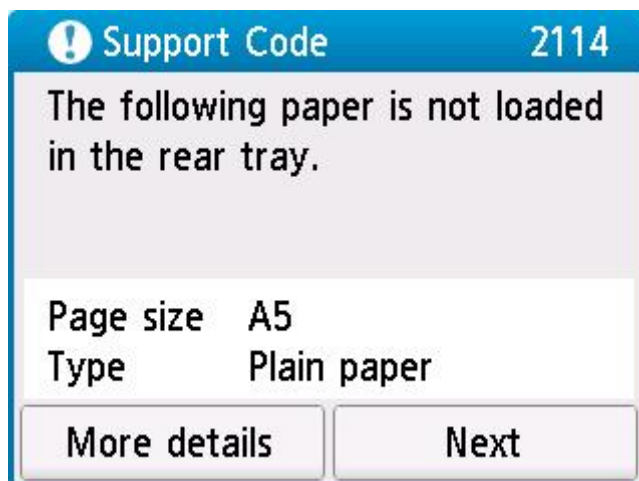 Support Code 2114
The following paper is not loaded
in the rear tray.
Page size A5
Type Plain paper
More details Next